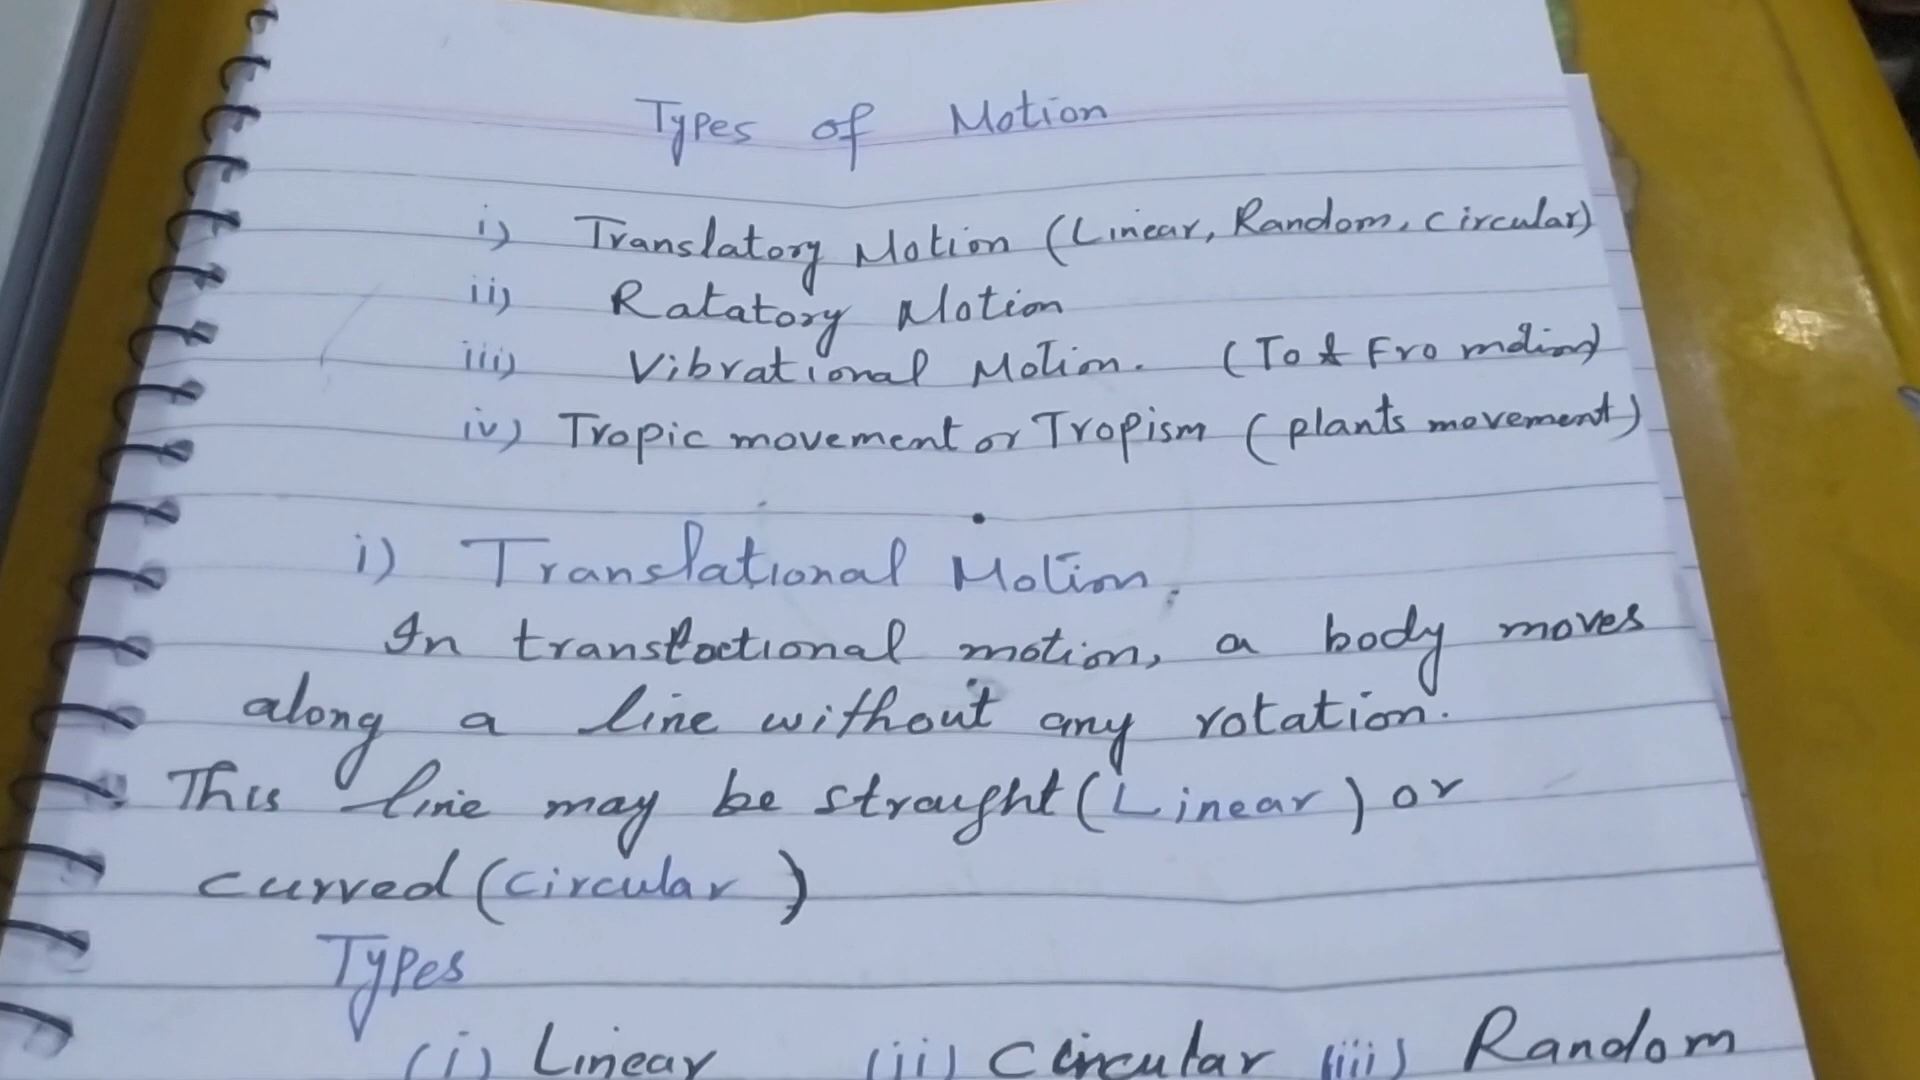 Types of Motion
i) Translatory Motion (Linear, Random, Circular)
ii) Ratatory Motion
iii) Vibrational Motion. (To & Fro motion)
iv) Tropic movement or Tropism (plants movement)
i) Translational Motion.
In translational motion, a body moves
along a line without any rotation.
This line may be straight (Linear) or
curved (circular)
Types
(i) Linear (ii) Circular (iii) Random